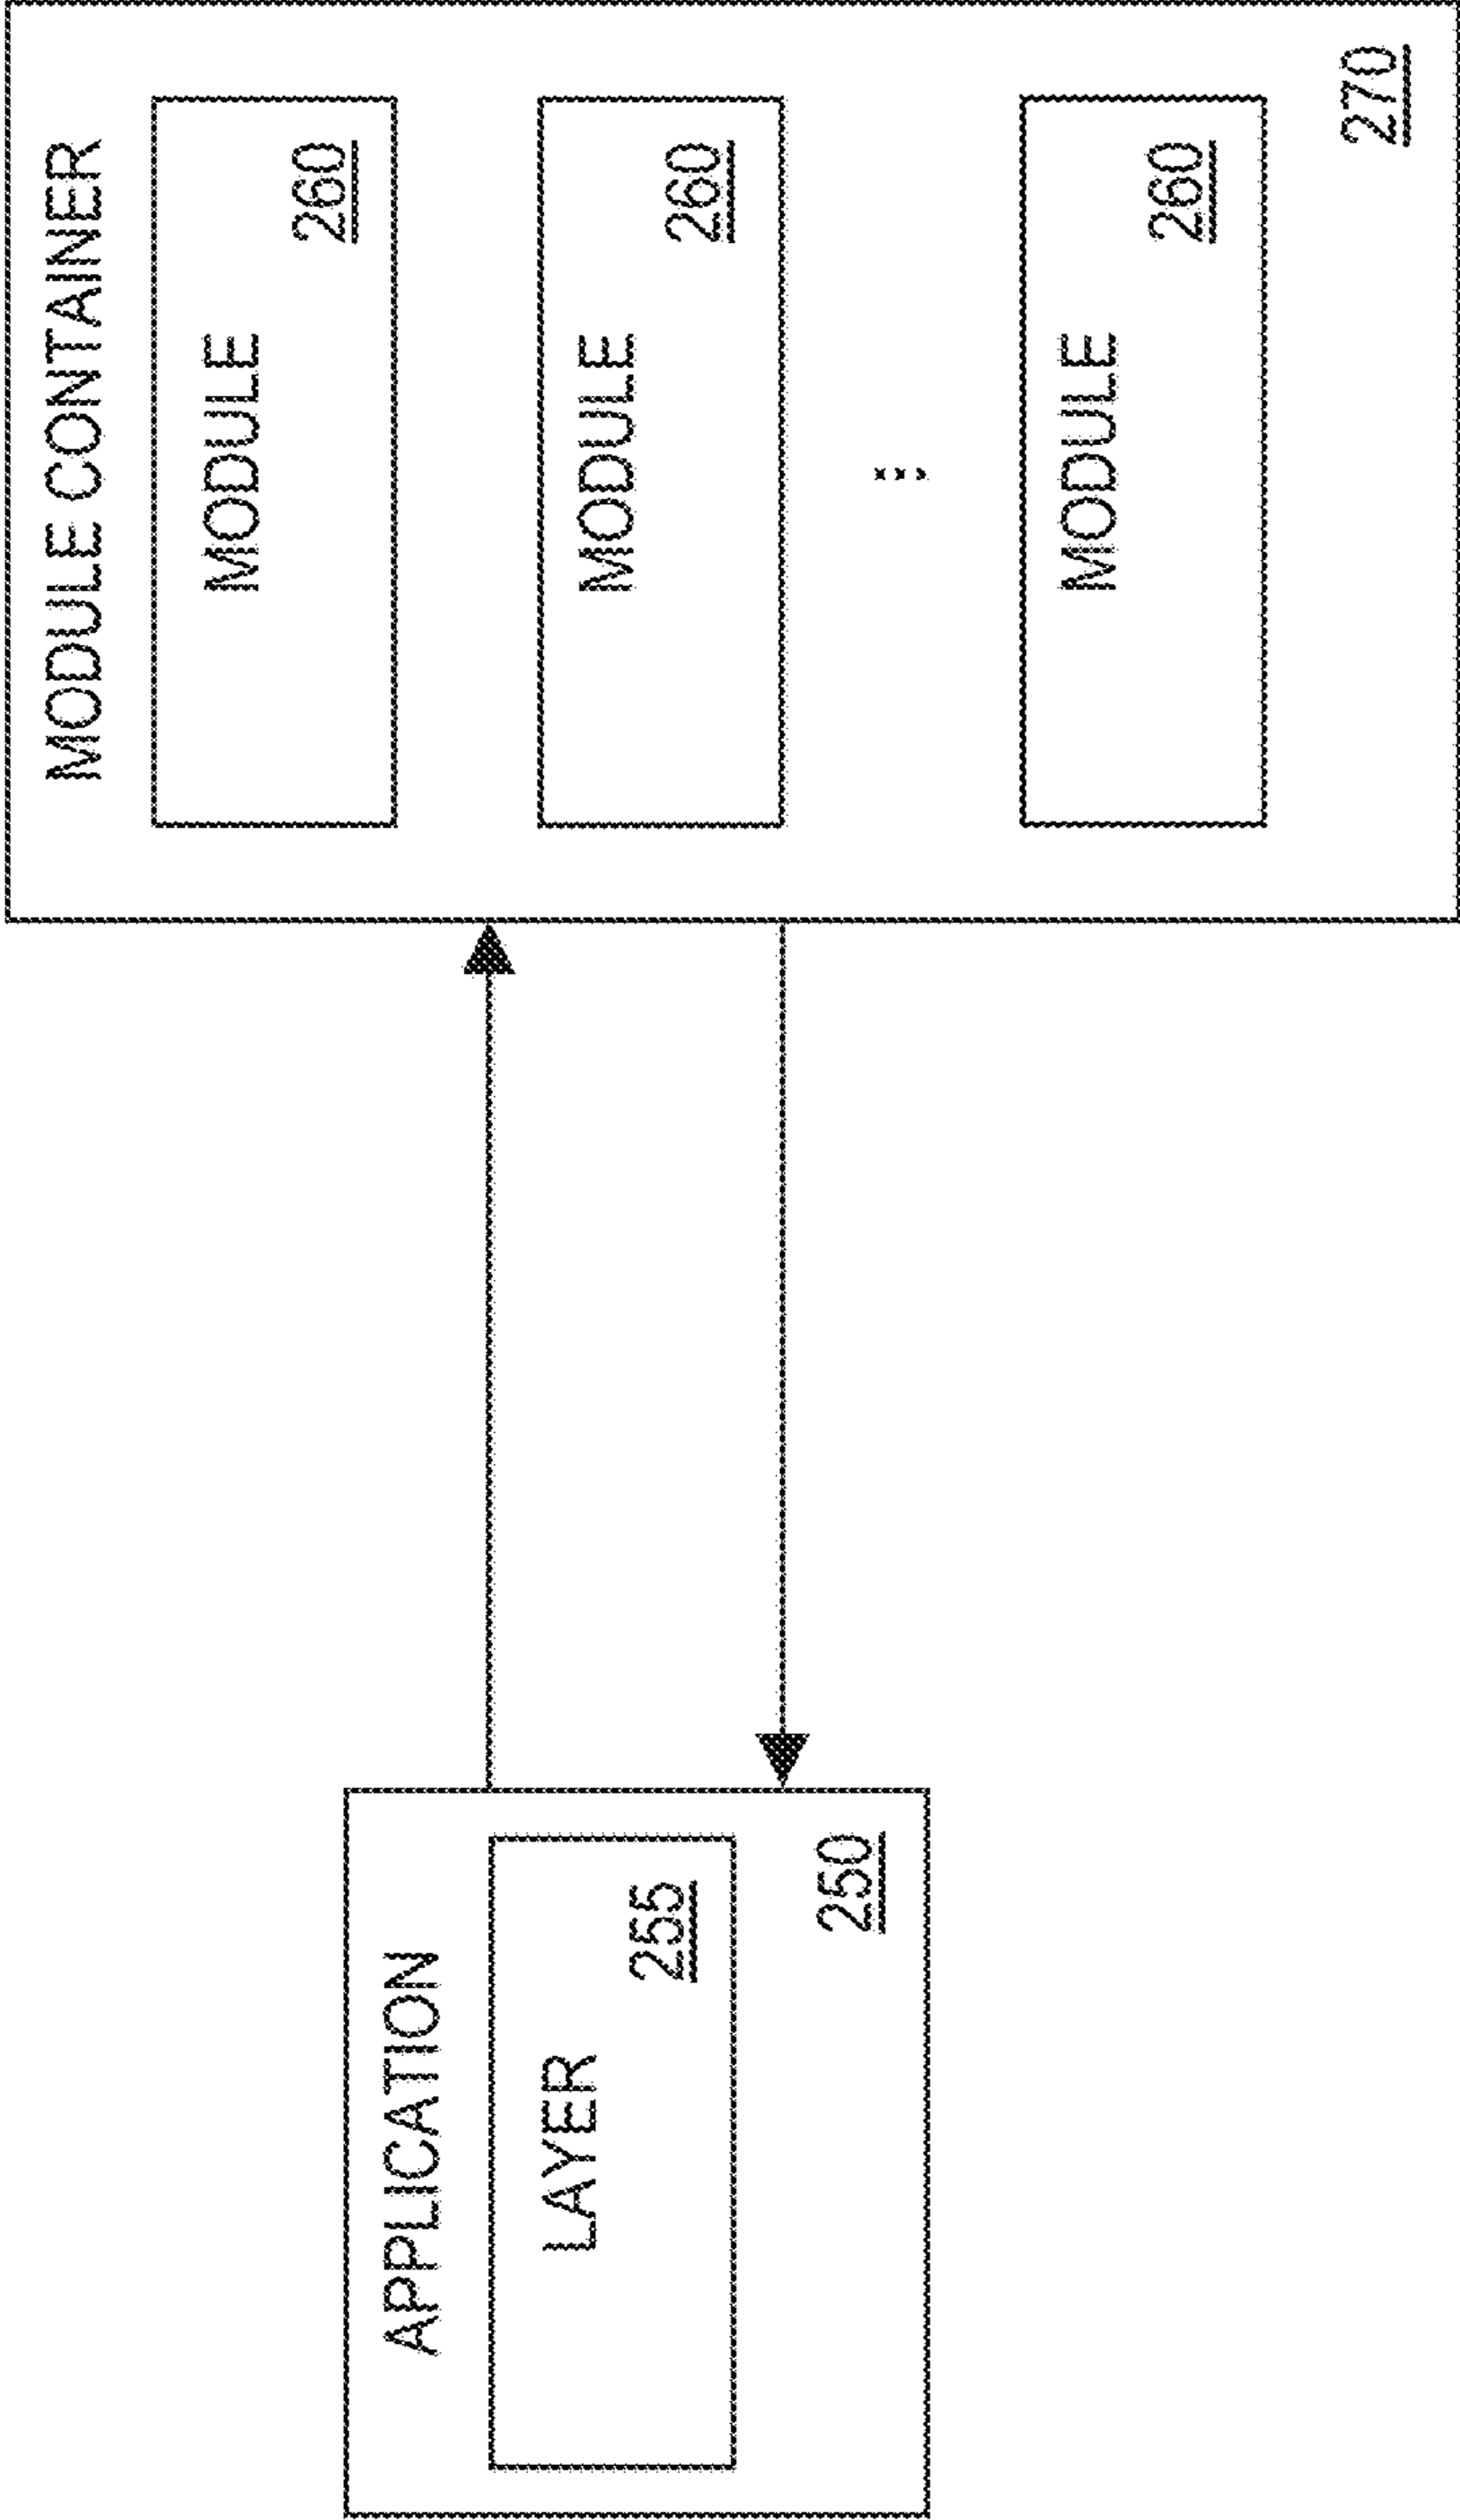 APPLICATION
LAYER
255
250
MODULE CONTAINER
MODULE
260
MODULE
260
⋮
MODULE
260
270